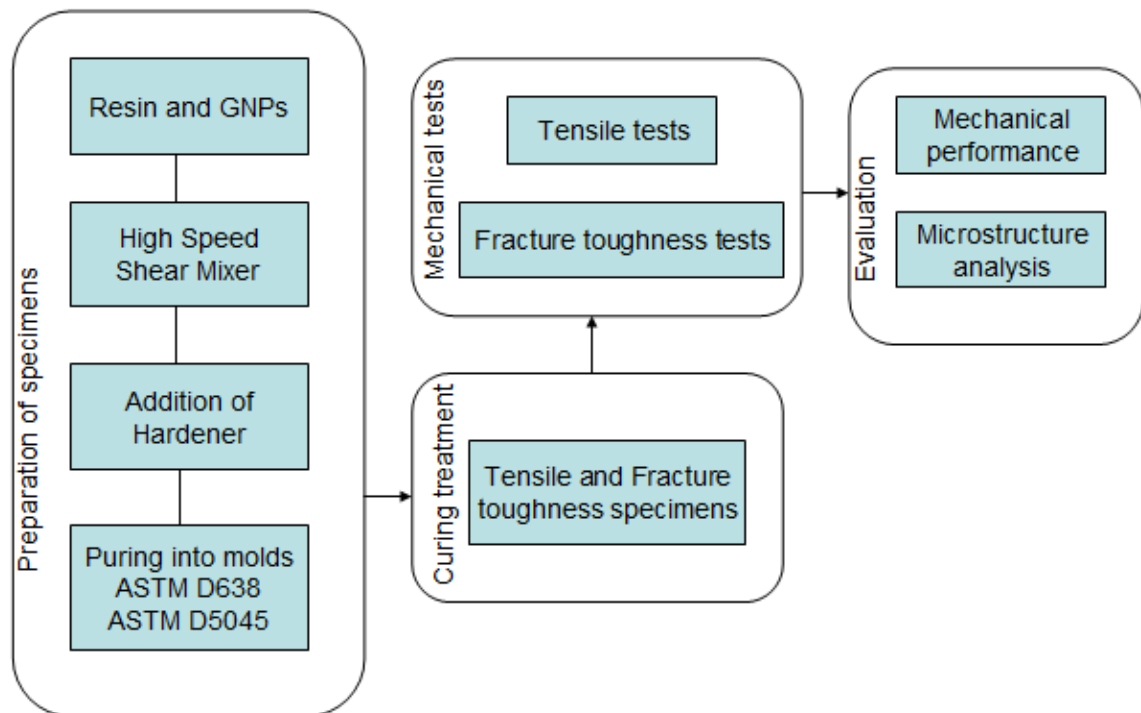 Preparation of specimens
Resin and GNPs
High Speed
Shear Mixer
Addition of
Hardener
Puring into molds
ASTM D638
ASTM D5045
Curing treatment
Tensile and Fracture
toughness specimens
Mechanical tests
Tensile tests
Fracture toughness tests
Evaluation
Mechanical
performance
Microstructure
analysis